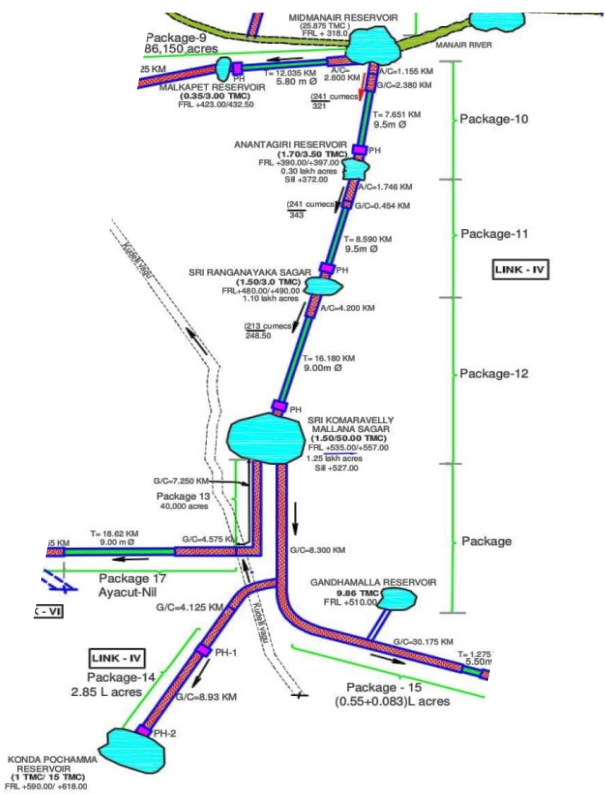 MIDMANAIR RESERVOIR
(25.875 TMC )
FRL + 318.0
MANAIR RIVER
Package-9
86,150 acres
25 KM
T= 12.035 KM
5.80 m Ø
PH
A/C=
2.600 KM
A/C=1.155 KM
G/C=2.380 KM
MALKAPET RESERVOIR
(0.35/3.00 TMC)
FRL +423.00/432.50
(241 cumecs)
321
T= 7.651 KM
9.5m Ø
Package-10
ANANTAGIRI RESERVOIR
(1.70/3.50 TMC)
FRL +390.00/+397.00
0.30 lakh acres
Sill +372.00
PH
A/C=1.746 KM
G/C=0.454 KM
(241 cumecs)
343
T= 8.590 KM
9.5m Ø
Package-11
LINK - IV
SRI RANGANAYAKA SAGAR
(1.50/3.0 TMC)
FRL+480.00/+490.00
1.10 lakh acres
PH
A/C=4.200 KM
(213 cumecs)
248.50
T= 16.180 KM
9.00m Ø
Package-12
Kudelivagu
PH
SRI KOMARAVELLY
MALLANA SAGAR
(1.50/50.00 TMC)
FRL +535.00/+557.00
1.25 lakh acres
Sill +527.00
G/C=7.250 KM
Package 13
40,000 acres
G/C=4.575 KM
T= 18.62 KM
9.00 m Ø
5 KM
Package 17
Ayacut-Nil
G/C=8.300 KM
Package
- VI
GANDHAMALLA RESERVOIR
9.86 TMC
FRL +510.00
G/C=4.125 KM
Kudelivagu
G/C=30.175 KM
T= 1.275
5.50m
LINK - IV
PH-1
Package-14
2.85 L acres
G/C=8.93 KM
Package - 15
(0.55+0.083)L acres
PH-2
KONDA POCHAMMA
RESERVOIR
(1 TMC/ 15 TMC)
FRL +590.00/ +618.00